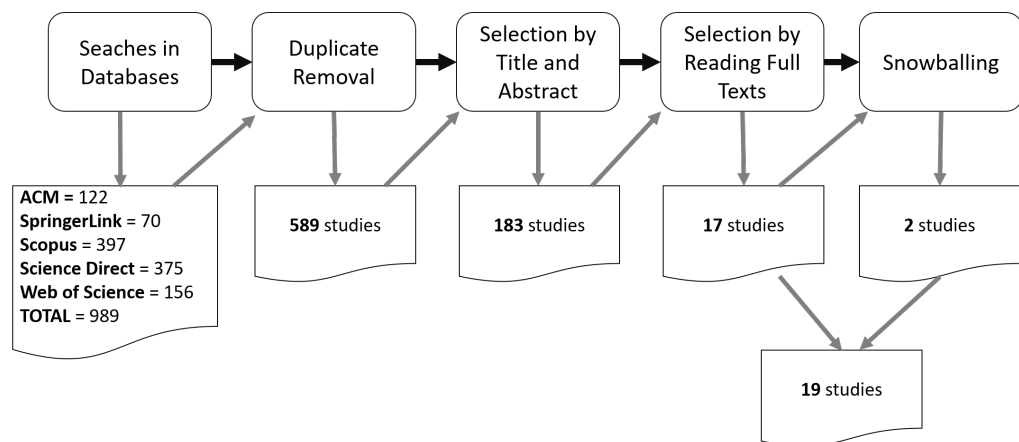 Seaches in
Databases
Duplicate
Removal
Selection by
Title and
Abstract
Selection by
Reading Full
Texts
Snowballing
ACM = 122
SpringerLink = 70
Scopus = 397
Science Direct = 375
Web of Science = 156
TOTAL = 989
589 studies
183 studies
17 studies
2 studies
19 studies